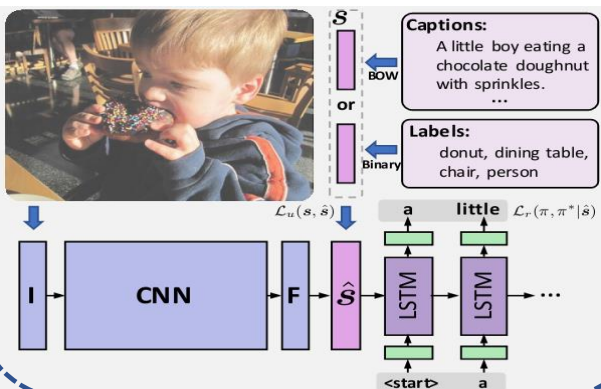 s
Captions:
A little boy eating a
chocolate doughnut
with sprinkles.
...
BOW
or
Labels:
donut, dining table,
chair, person
Binary
𝓛ᵤ(s, ŝ)
a
little
𝓛ᵣ(π, π*|ŝ)
I
CNN
F
ŝ
LSTM
LSTM
...
<start>
a